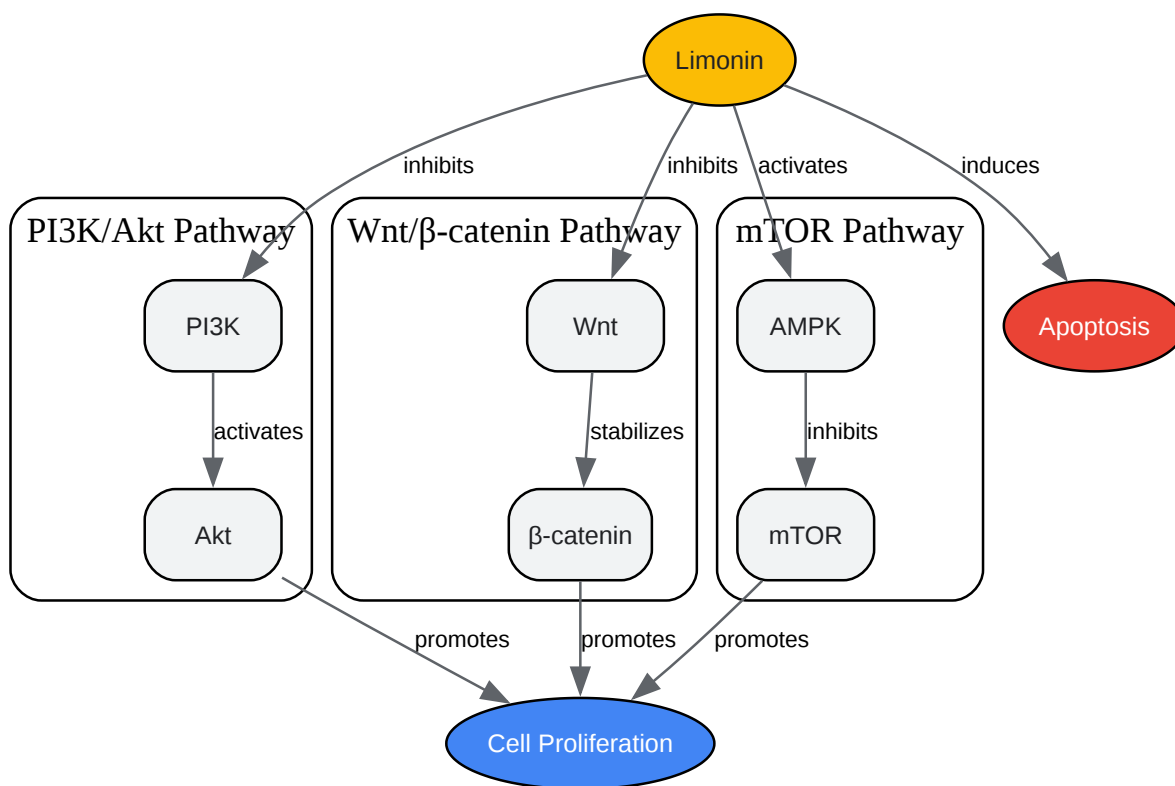 Limonin
inhibits
inhibits
activates
induces
PI3K/Akt Pathway
Wnt/β-catenin Pathway
mTOR Pathway
PI3K
Wnt
AMPK
Apoptosis
activates
stabilizes
inhibits
Akt
β-catenin
mTOR
promotes
promotes
promotes
Cell Proliferation